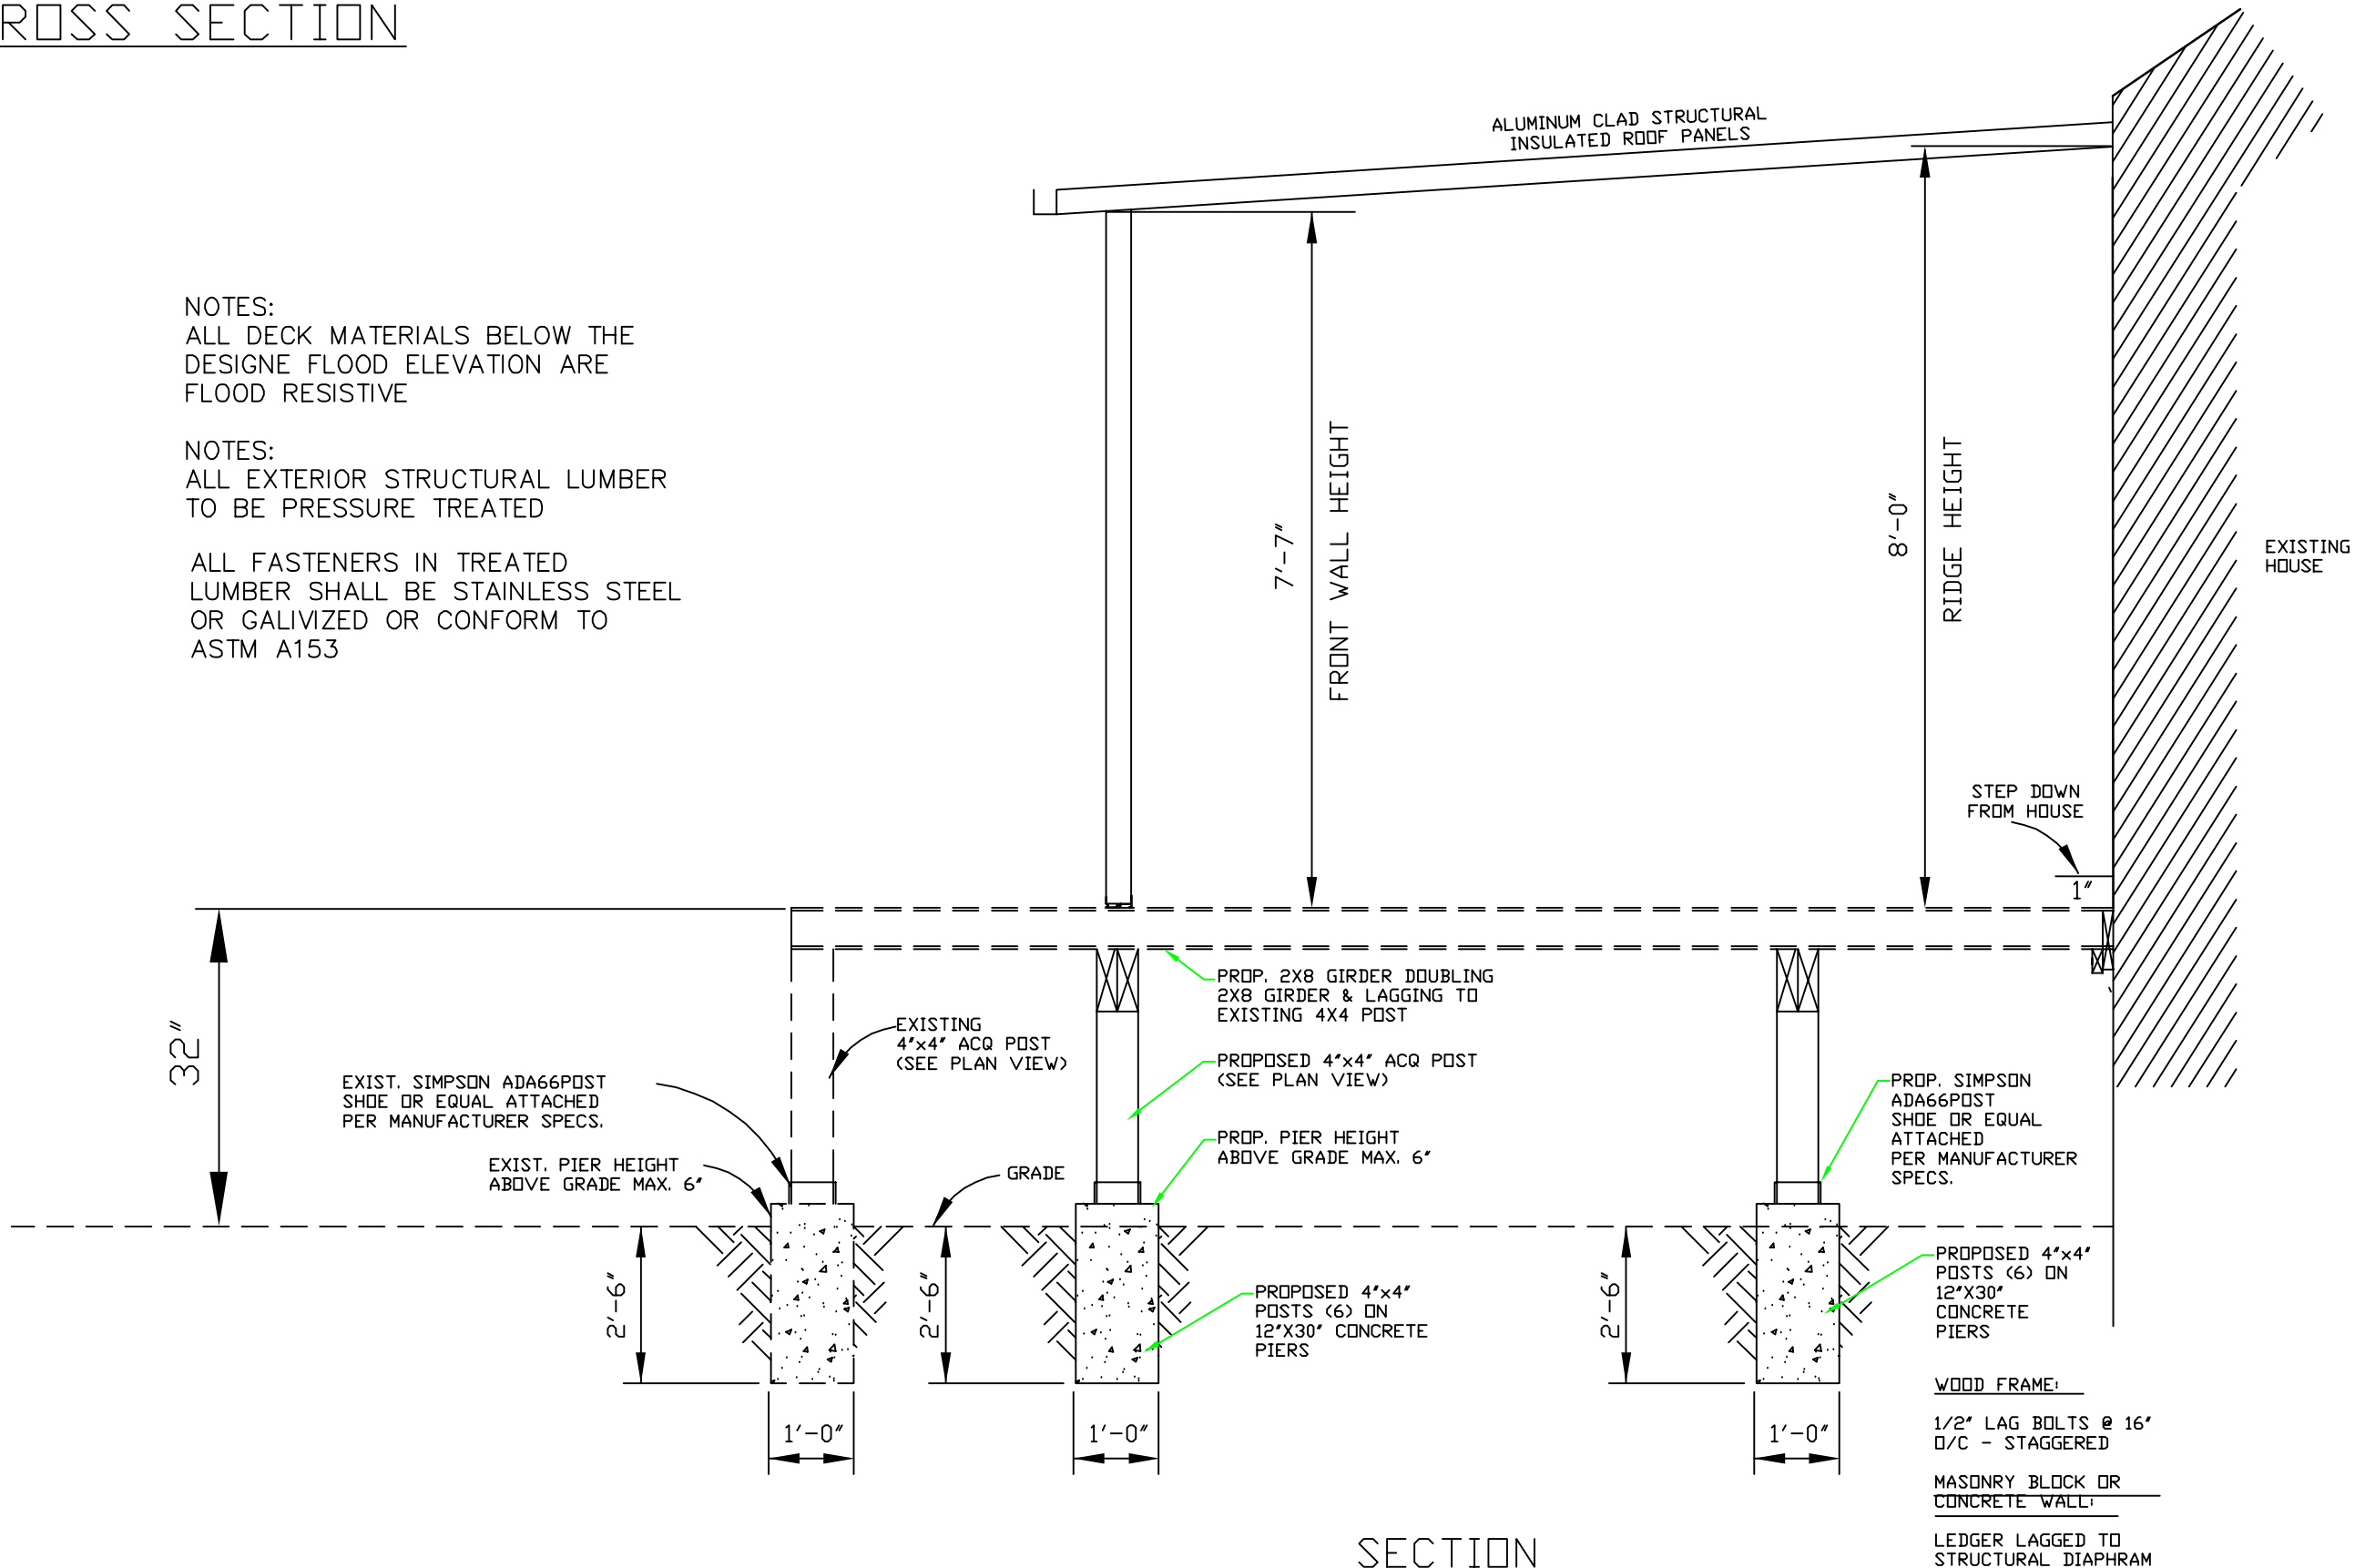 ROSS SECTION
ALUMINUM CLAD STRUCTURAL
INSULATED ROOF PANELS
NOTES:
ALL DECK MATERIALS BELOW THE
DESIGNE FLOOD ELEVATION ARE
FLOOD RESISTIVE
NOTES:
ALL EXTERIOR STRUCTURAL LUMBER
TO BE PRESSURE TREATED
ALL FASTENERS IN TREATED
LUMBER SHALL BE STAINLESS STEEL
OR GALIVIZED OR CONFORM TO
ASTM A153
7'-7"
FRONT WALL HEIGHT
8'-0"
RIDGE HEIGHT
EXISTING
HOUSE
STEP DOWN
FROM HOUSE
1"
32"
PROP. 2X8 GIRDER DOUBLING
2X8 GIRDER & LAGGING TO
EXISTING 4X4 POST
EXISTING
4"x4" ACQ POST
(SEE PLAN VIEW)
PROPOSED 4"x4" ACQ POST
(SEE PLAN VIEW)
EXIST. SIMPSON ADA66POST
SHOE OR EQUAL ATTACHED
PER MANUFACTURER SPECS.
PROP. SIMPSON
ADA66POST
SHOE OR EQUAL
ATTACHED
PER MANUFACTURER
SPECS.
PROP. PIER HEIGHT
ABOVE GRADE MAX. 6"
EXIST. PIER HEIGHT
ABOVE GRADE MAX. 6"
GRADE
2'-6"
2'-6"
2'-6"
PROPOSED 4"x4"
POSTS (6) ON
12"X30" CONCRETE
PIERS
PROPOSED 4"x4"
POSTS (6) ON
12"X30"
CONCRETE
PIERS
1'-0"
1'-0"
1'-0"
WOOD FRAME:
1/2" LAG BOLTS @ 16"
O/C - STAGGERED
MASONRY BLOCK OR
CONCRETE WALL:
LEDGER LAGGED TO
STRUCTURAL DIAPHRAM
SECTION